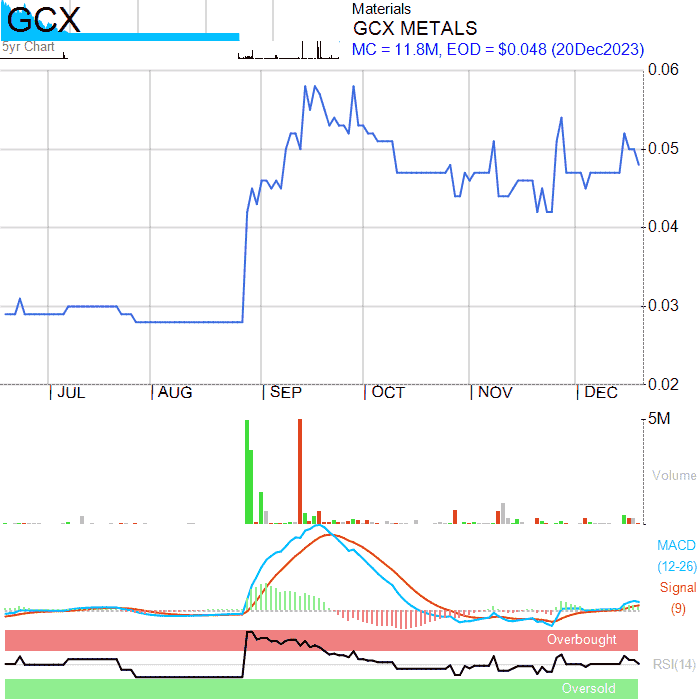 GCX
5yr Chart
Materials
GCX METALS
MC = 11.8M, EOD = $0.048 (20Dec2023)
0.06
0.05
0.04
0.03
0.02
JUL
AUG
SEP
OCT
NOV
DEC
5M
Volume
MACD
(12-26)
Signal
(9)
Overbought
RSI(14)
Oversold